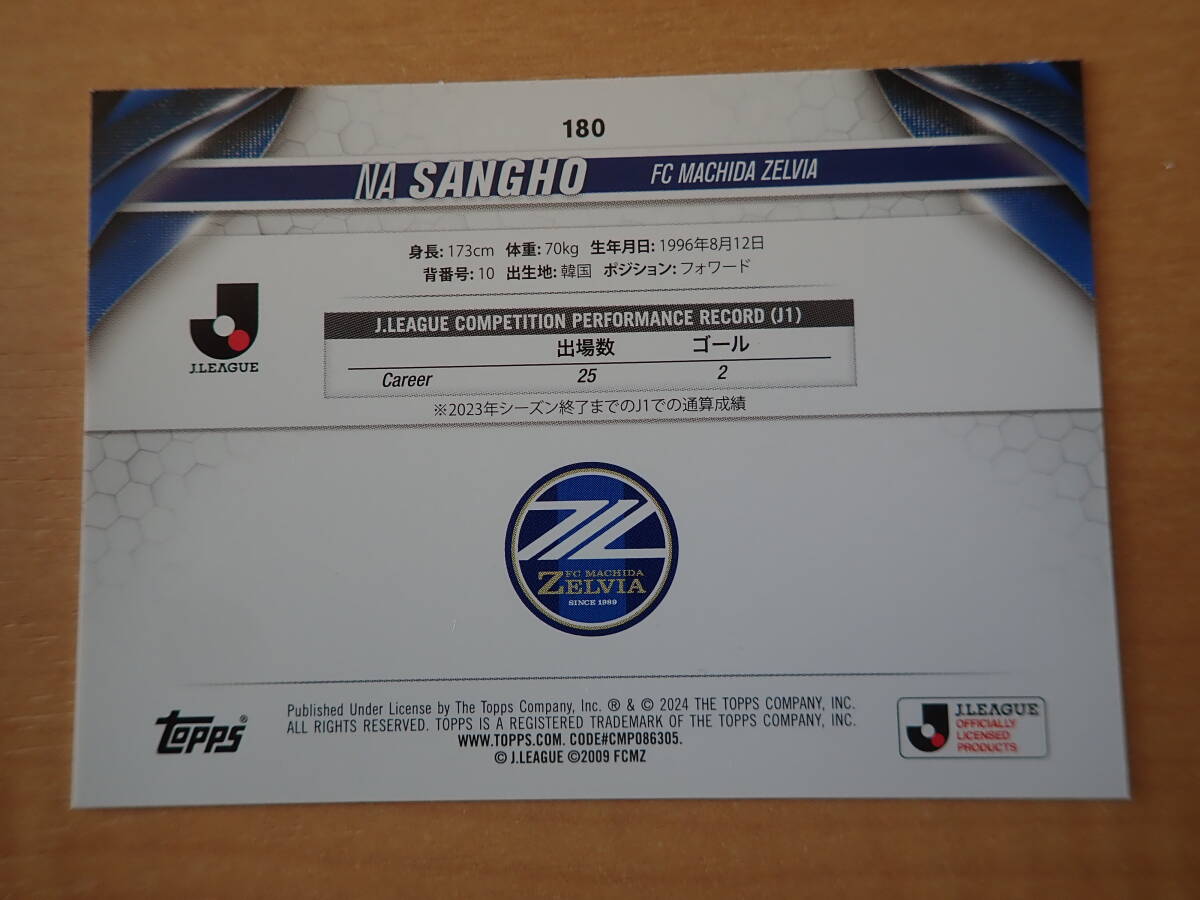 180
NA SANGHO FC MACHIDA ZELVIA
身長: 173cm 体重: 70kg 生年月日: 1996年8月12日
背番号: 10 出生地: 韓国 ポジション: フォワード
J.LEAGUE
J.LEAGUE COMPETITION PERFORMANCE RECORD (J1)
出場数 ゴール
Career 25 2
※2023年シーズン終了までのJ1での通算成績
FC MACHIDA
ZELVIA
SINCE 1989
topps®
Published Under License by The Topps Company, Inc. ® & © 2024 THE TOPPS COMPANY, INC.
ALL RIGHTS RESERVED. TOPPS IS A REGISTERED TRADEMARK OF THE TOPPS COMPANY, INC.
WWW.TOPPS.COM. CODE#CMP086305.
© J.LEAGUE ©2009 FCMZ
J.LEAGUE
OFFICIALLY
LICENSED
PRODUCTS